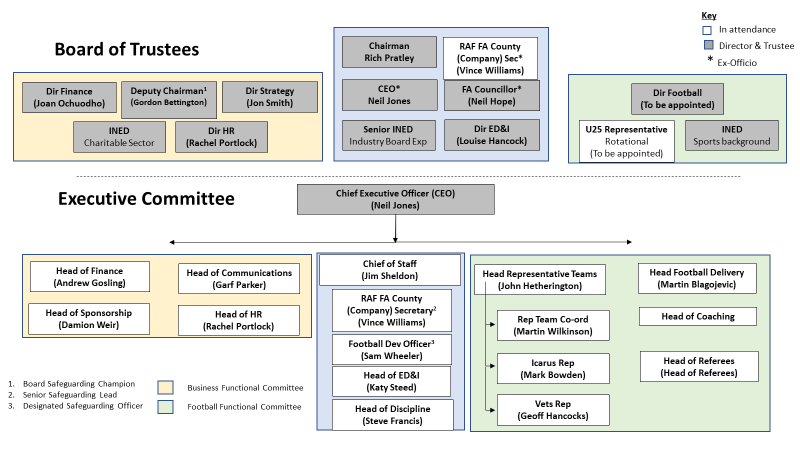 Key
In attendance
Director & Trustee
* Ex-Officio
Board of Trustees
Dir Finance
(Joan Ochuodho)
Deputy Chairman¹
(Gordon Bettington)
Dir Strategy
(Jon Smith)
INED
Charitable Sector
Dir HR
(Rachel Portlock)
Chairman
Rich Pratley
RAF FA County
(Company) Sec*
(Vince Williams)
CEO*
Neil Jones
FA Councillor*
(Neil Hope)
Senior INED
Industry Board Exp
Dir ED&I
(Louise Hancock)
Dir Football
(To be appointed)
U25 Representative
Rotational
(To be appointed)
INED
Sports background
Executive Committee
Chief Executive Officer (CEO)
(Neil Jones)
Head of Finance
(Andrew Gosling)
Head of Communications
(Garf Parker)
Head of Sponsorship
(Damion Weir)
Head of HR
(Rachel Portlock)
Chief of Staff
(Jim Sheldon)
RAF FA County
(Company) Secretary²
(Vince Williams)
Football Dev Officer³
(Sam Wheeler)
Head of ED&I
(Katy Steed)
Head of Discipline
(Steve Francis)
Head Representative Teams
(John Hetherington)
Rep Team Co-ord
(Martin Wilkinson)
Icarus Rep
(Mark Bowden)
Vets Rep
(Geoff Hancocks)
Head Football Delivery
(Martin Blagojevic)
Head of Coaching
Head of Referees
(Head of Referees)
1. Board Safeguarding Champion
2. Senior Safeguarding Lead
3. Designated Safeguarding Officer
Business Functional Committee
Football Functional Committee